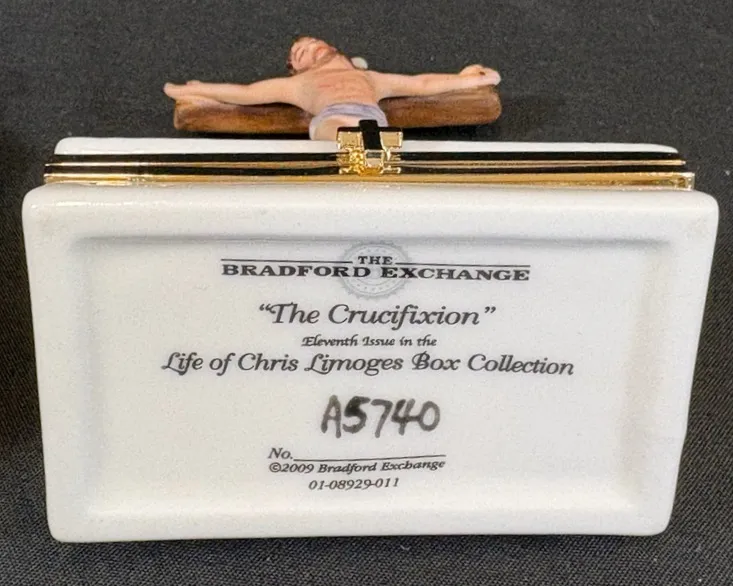 THE
BRADFORD EXCHANGE
"The Crucifixion"
Eleventh Issue in the
Life of Chris Limoges Box Collection
A5740
No.
©2009 Bradford Exchange
01-08929-011